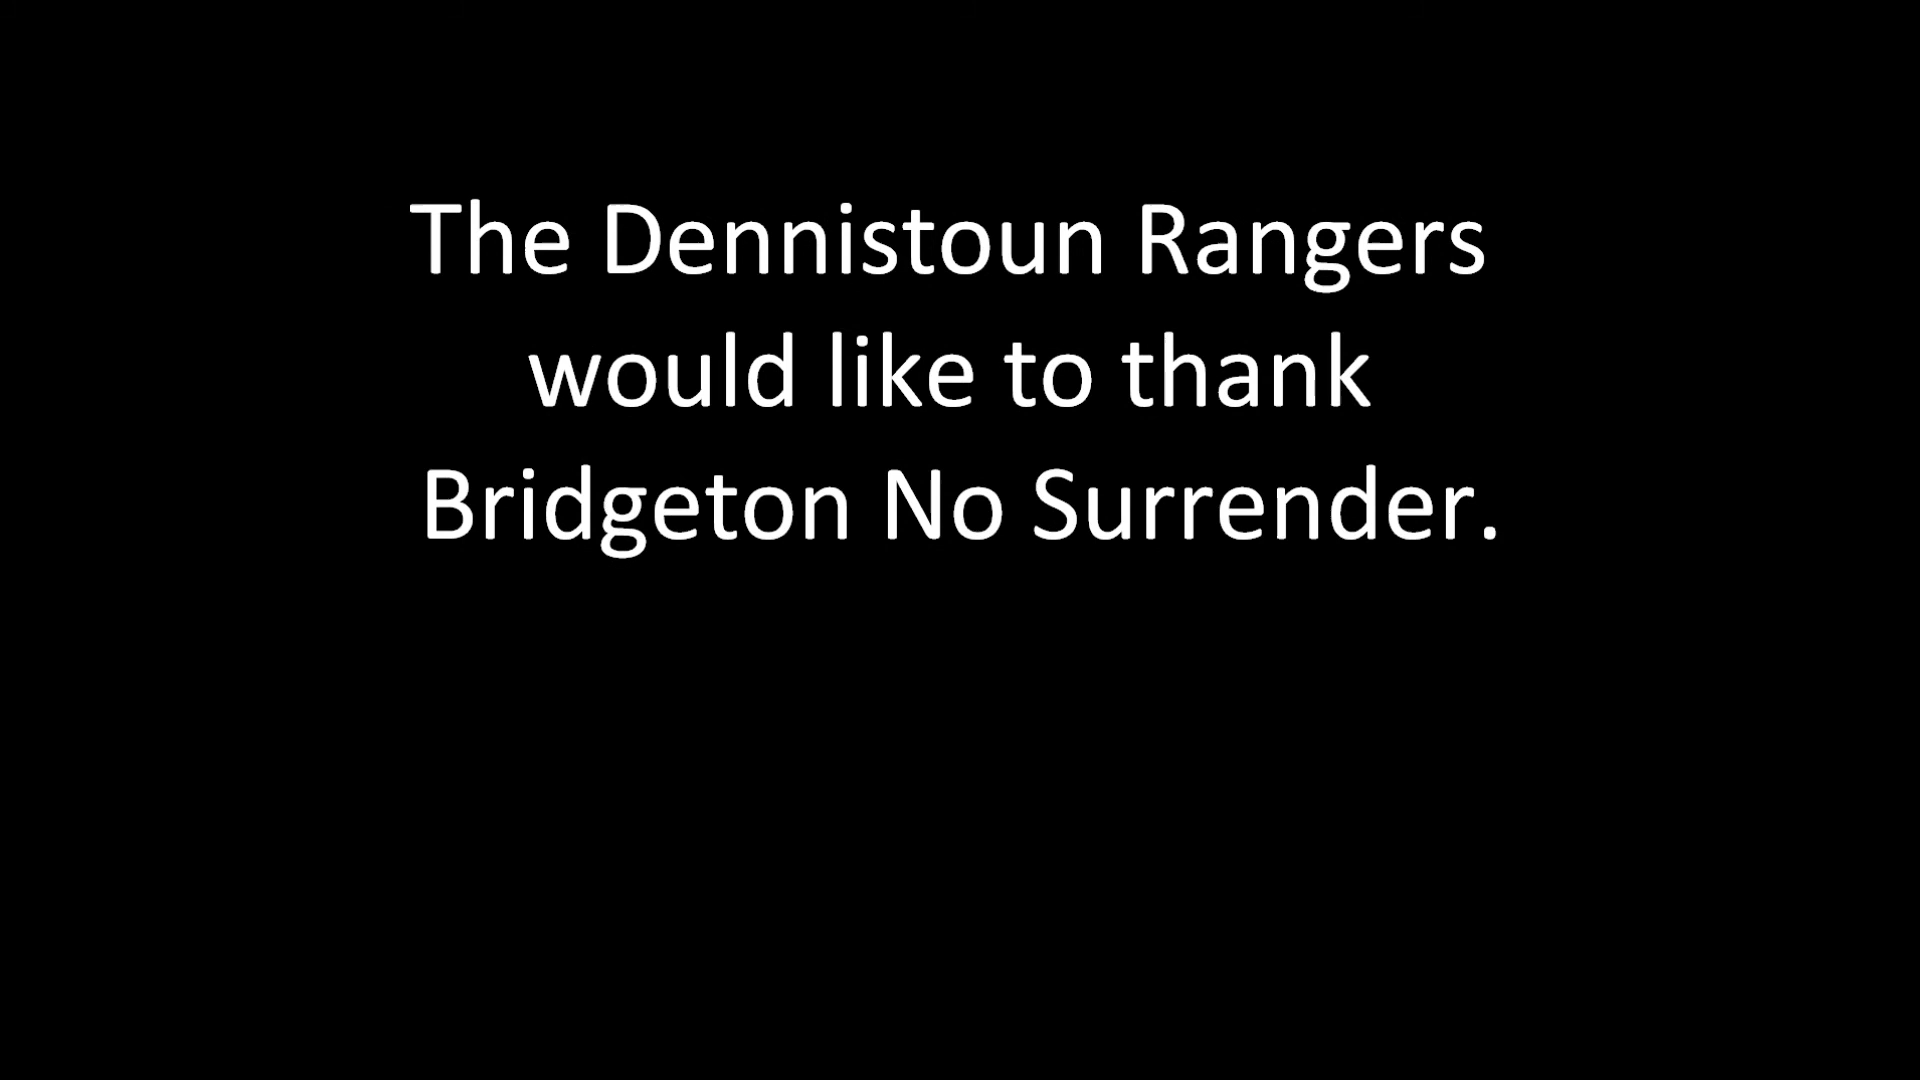 The Dennistoun Rangers
would like to thank
Bridgeton No Surrender.